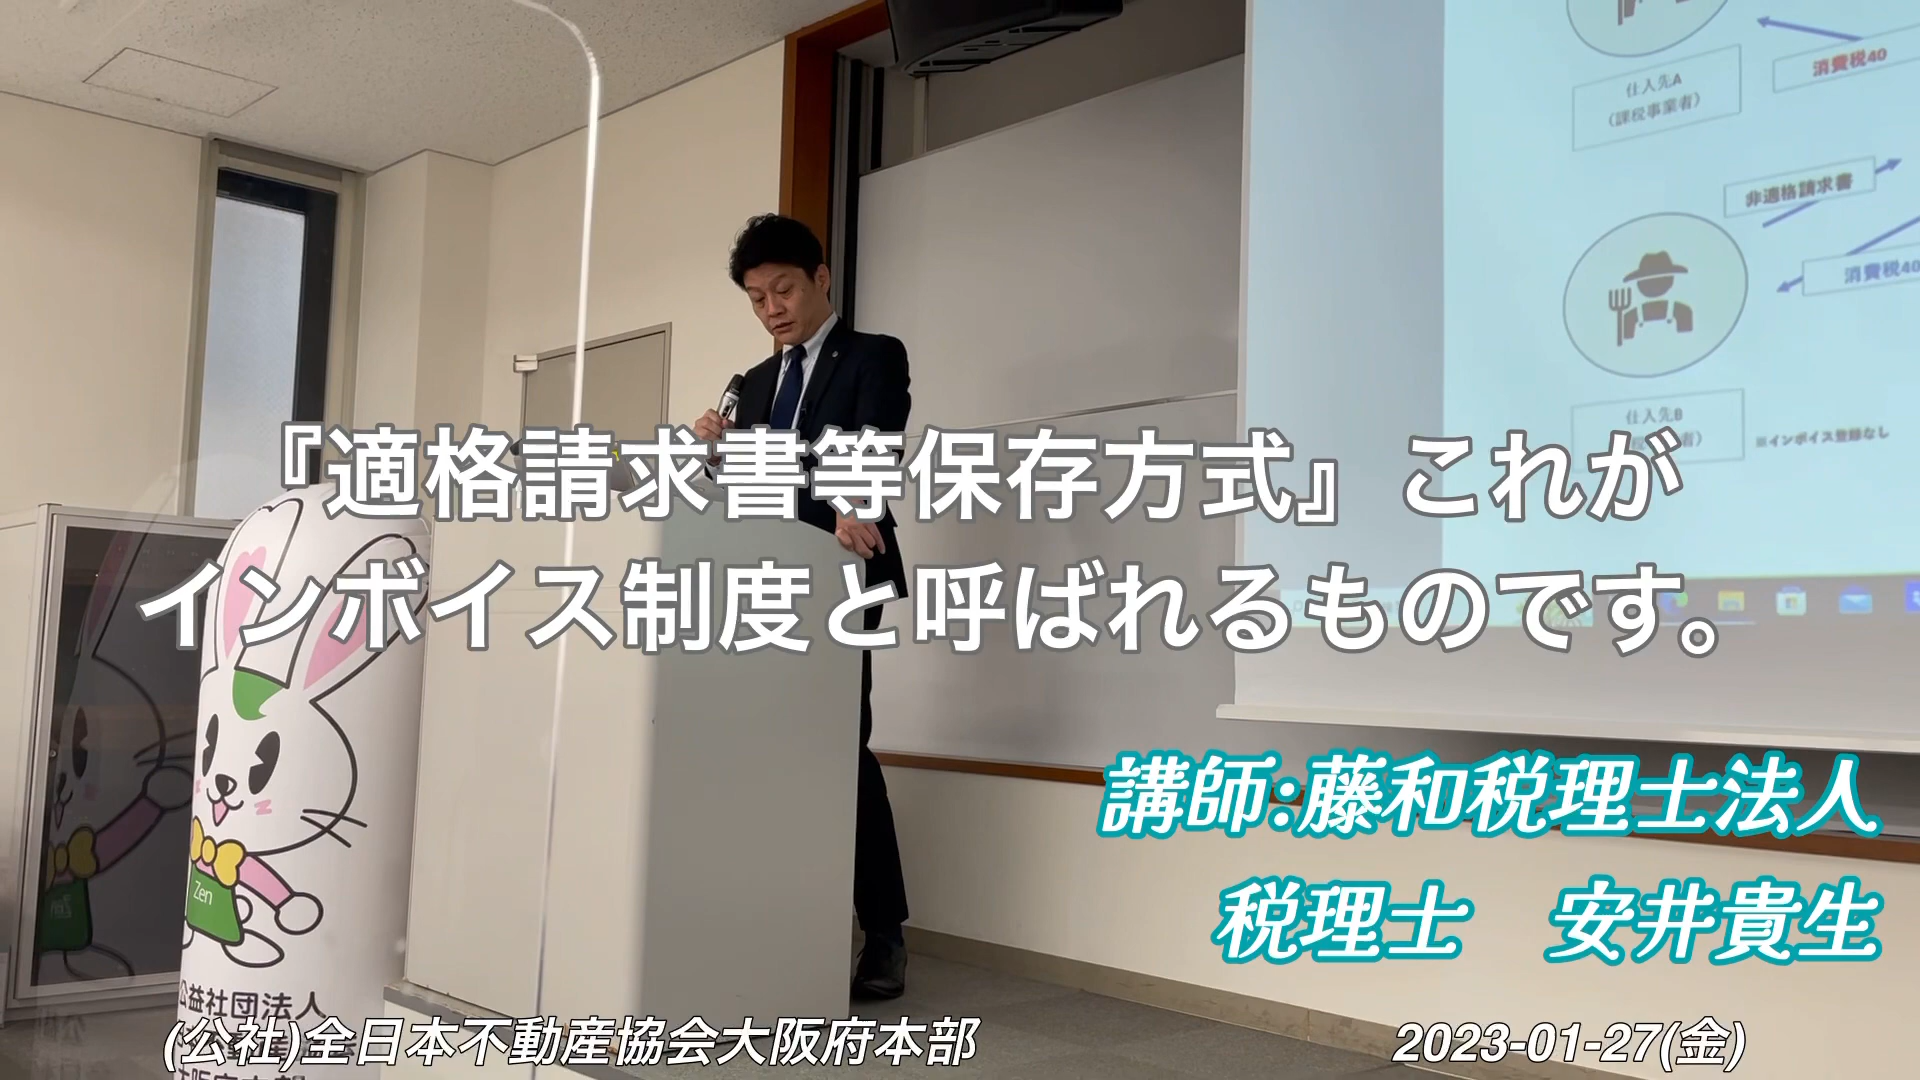 消費税40
仕入先A
(課税事業者)
非適格請求書
消費税40
仕入先B
※インボイス登録なし
『適格請求書等保存方式』これが
インボイス制度と呼ばれるものです。
講師:藤和税理士法人
税理士　安井貴生
Zen
公益社団法人
(公社)全日本不動産協会大阪府本部
2023-01-27(金)